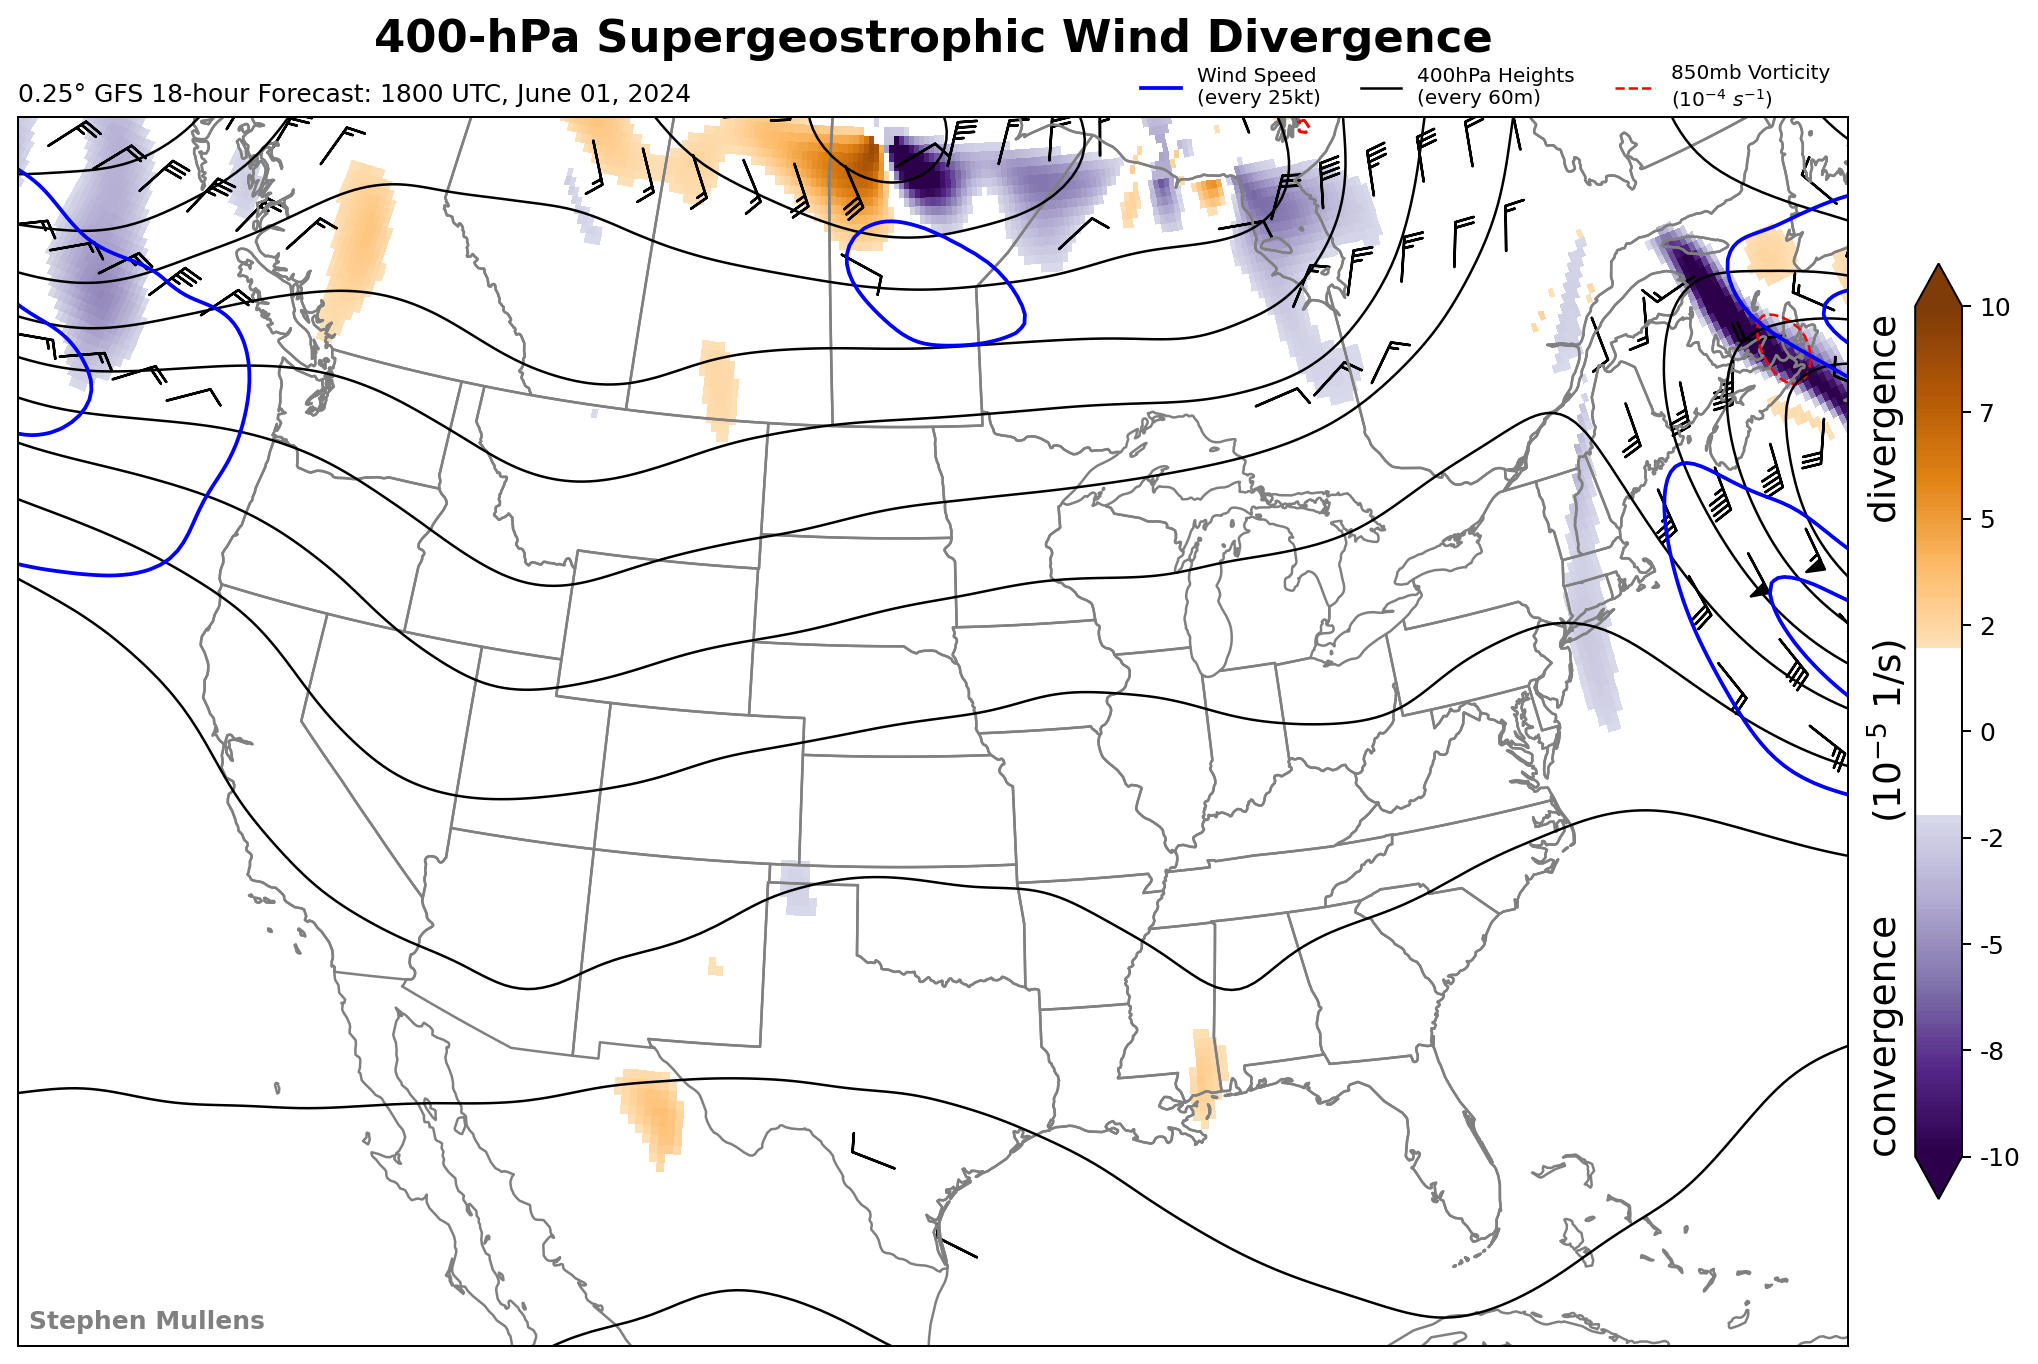 400-hPa Supergeostrophic Wind Divergence
0.25° GFS 18-hour Forecast: 1800 UTC, June 01, 2024
Wind Speed
(every 25kt)
400hPa Heights
(every 60m)
850mb Vorticity
(10⁻⁴ s⁻¹)
10
7
5
2
0
-2
-5
-8
-10
convergence (10⁻⁵ 1/s) divergence
Stephen Mullens